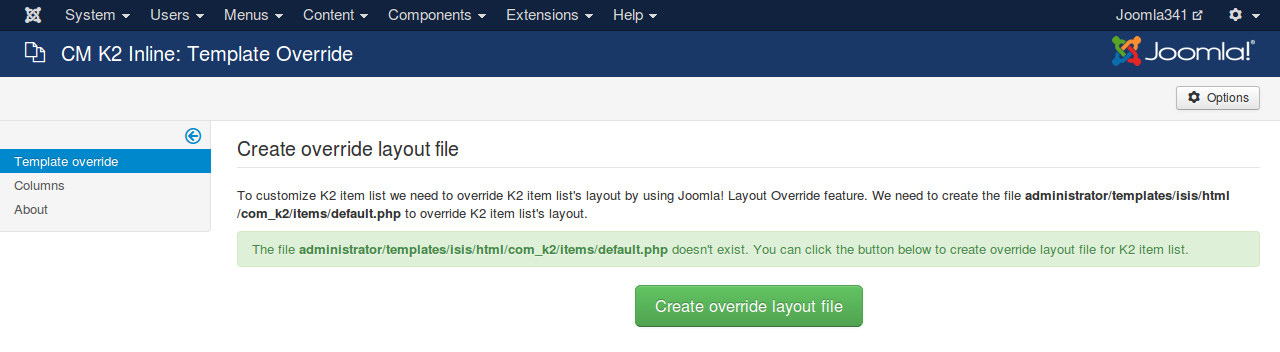 System Users Menus Content Components Extensions Help Joomla341
CM K2 Inline: Template Override Joomla!®
Options
Template override
Columns
About
Create override layout file
To customize K2 item list we need to override K2 item list's layout by using Joomla! Layout Override feature. We need to create the file administrator/templates/isis/html
/com_k2/items/default.php to override K2 item list's layout.
The file administrator/templates/isis/html/com_k2/items/default.php doesn't exist. You can click the button below to create override layout file for K2 item list.
Create override layout file